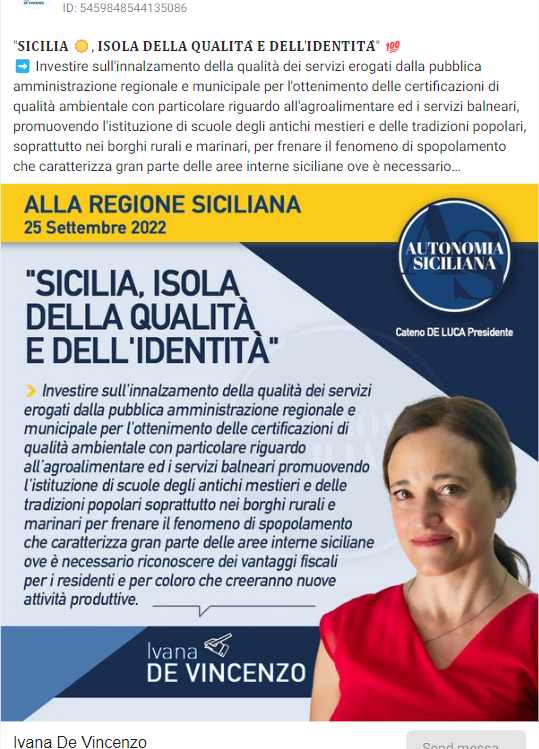 DE VINCENZO
ID: 5459848544135086
"SICILIA 🌞, ISOLA DELLA QUALITÀ E DELL'IDENTITÀ" 💯
➡️ Investire sull'innalzamento della qualità dei servizi erogati dalla pubblica
amministrazione regionale e municipale per l'ottenimento delle certificazioni di
qualità ambientale con particolare riguardo all'agroalimentare ed i servizi balneari,
promuovendo l'istituzione di scuole degli antichi mestieri e delle tradizioni popolari,
soprattutto nei borghi rurali e marinari, per frenare il fenomeno di spopolamento
che caratterizza gran parte delle aree interne siciliane ove è necessario…
ALLA REGIONE SICILIANA
25 Settembre 2022
AUTONOMIA
SICILIANA
Cateno DE LUCA Presidente
"SICILIA, ISOLA
DELLA QUALITÀ
E DELL'IDENTITÀ"
Investire sull'innalzamento della qualità dei servizi
erogati dalla pubblica amministrazione regionale e
municipale per l'ottenimento delle certificazioni di
qualità ambientale con particolare riguardo
all'agroalimentare ed i servizi balneari promuovendo
l'istituzione di scuole degli antichi mestieri e delle
tradizioni popolari soprattutto nei borghi rurali e
marinari per frenare il fenomeno di spopolamento
che caratterizza gran parte delle aree interne siciliane
ove è necessario riconoscere dei vantaggi fiscali
per i residenti e per coloro che creeranno nuove
attività produttive.
Ivana
DE VINCENZO
Ivana De Vincenzo
Send messa